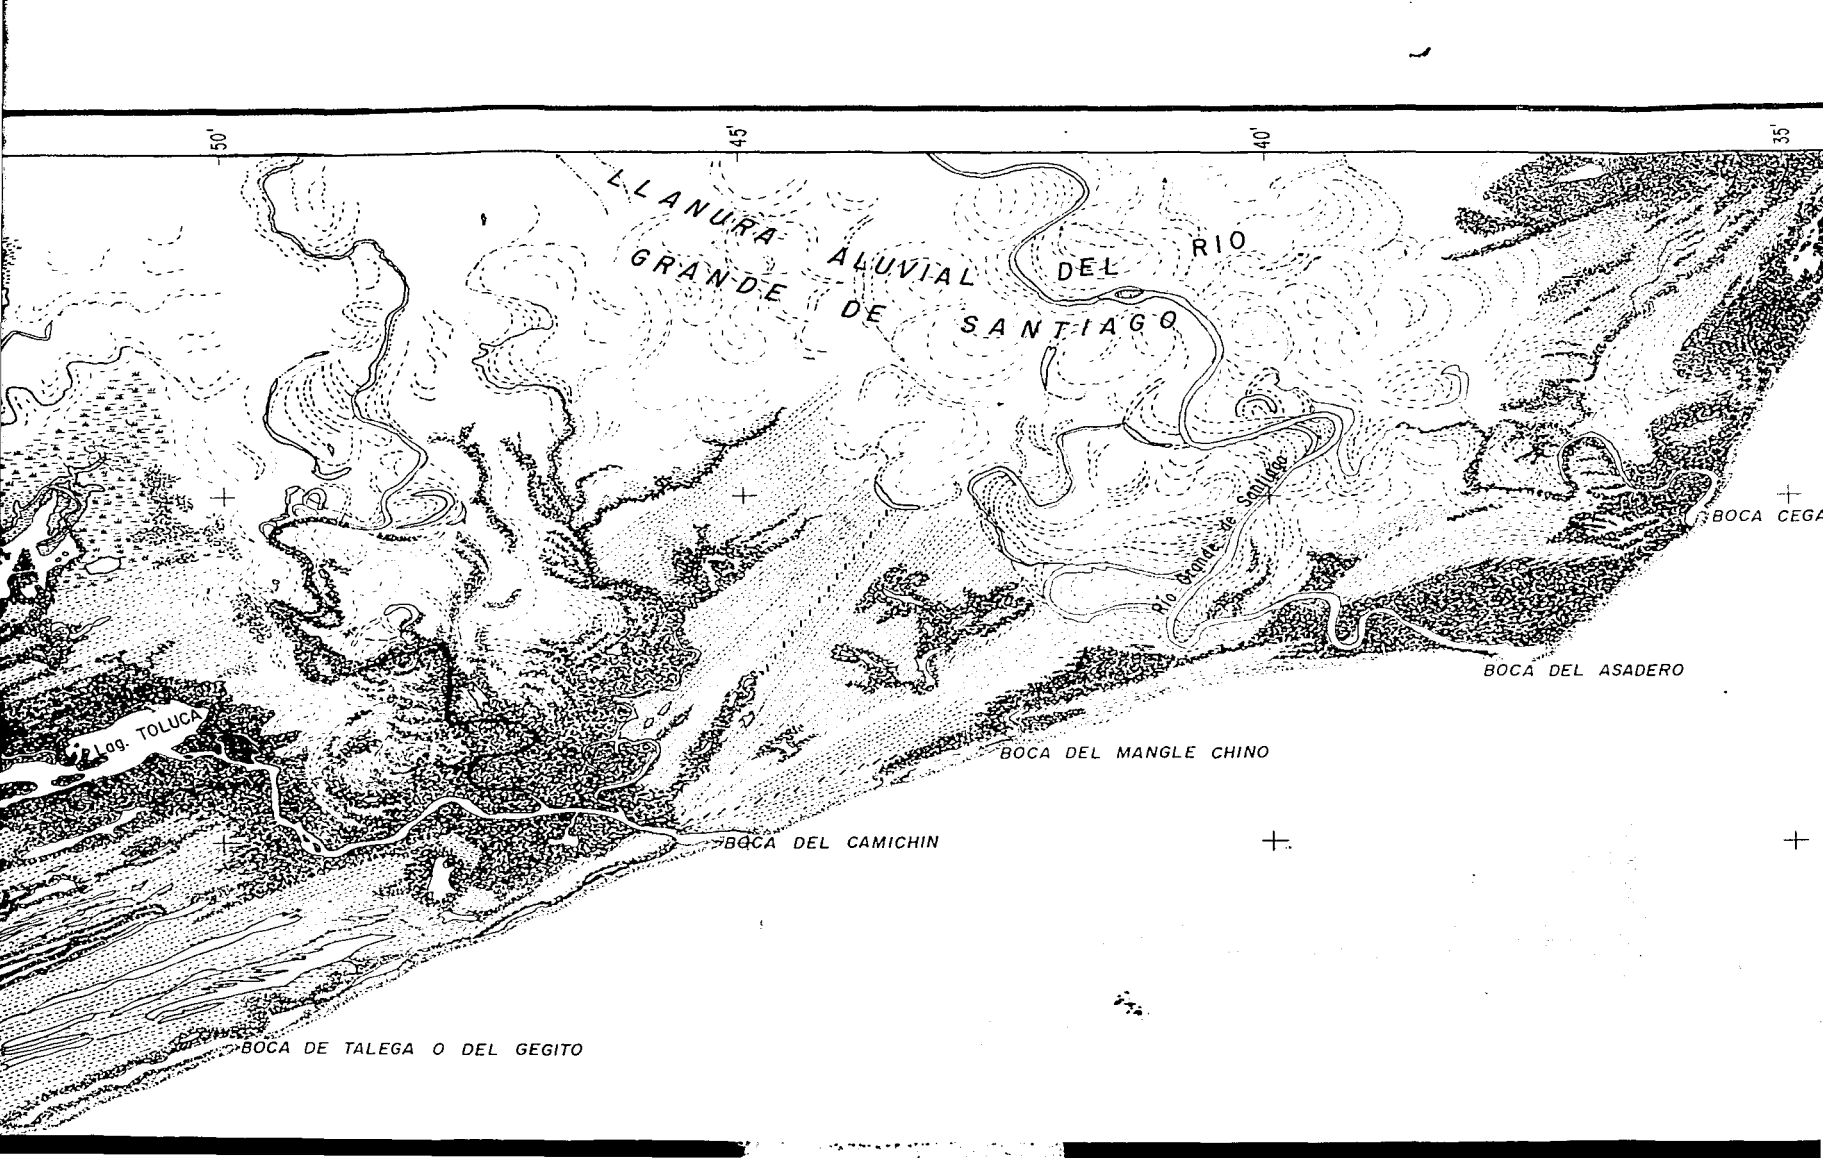 50'
45'
40'
35'
LLANURA ALUVIAL DEL RIO
GRANDE DE SANTIAGO
Río Grande de Santiago
BOCA CEGA
BOCA DEL ASADERO
Lag. TOLUCA
BOCA DEL MANGLE CHINO
BOCA DEL CAMICHIN
BOCA DE TALEGA O DEL GEGITO